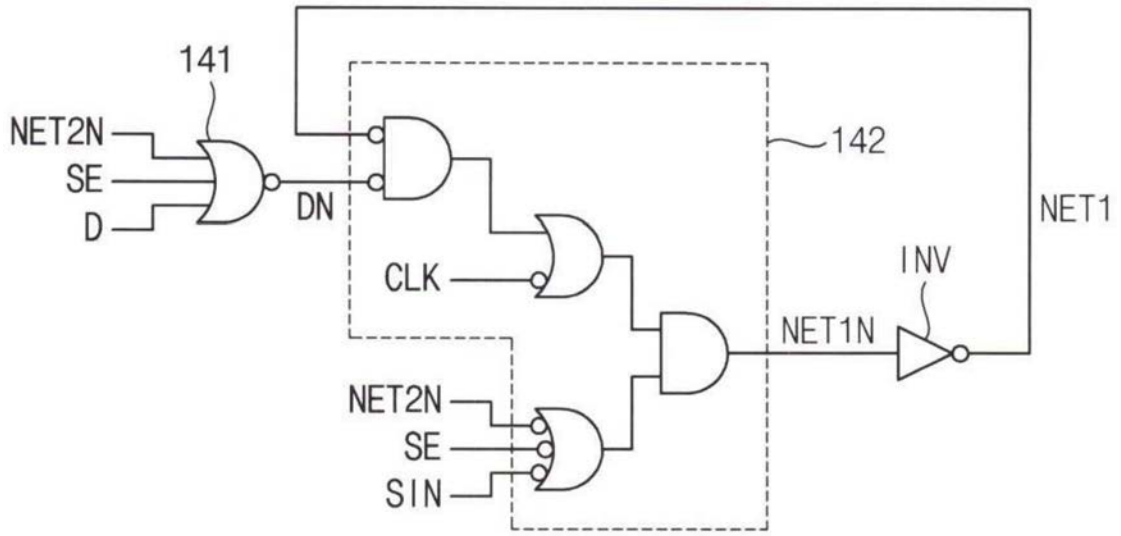 141
NET2N
SE
D
DN
142
CLK
NET1
INV
NET1N
NET2N
SE
SIN